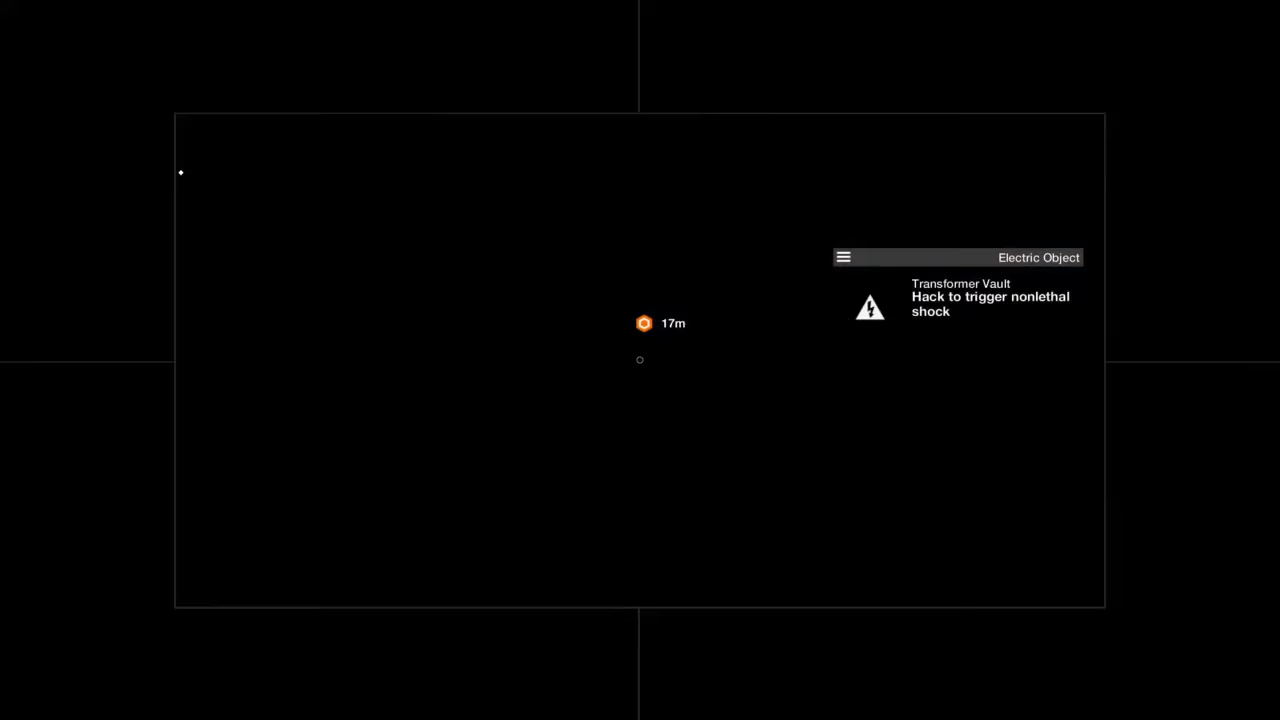 Electric Object
Transformer Vault
Hack to trigger nonlethal
shock
17m